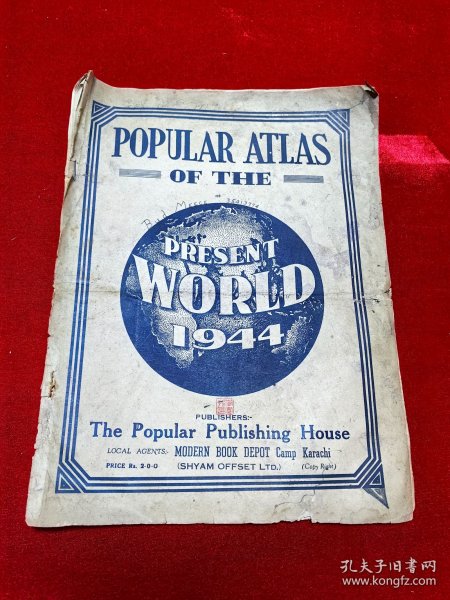 POPULAR ATLAS
OF THE
PRESENT
WORLD
1944
PUBLISHERS:-
The Popular Publishing House
LOCAL AGENTS:- MODERN BOOK DEPOT Camp Karachi
PRICE Rs. 2-0-0 (SHYAM OFFSET LTD.) (Copy Right)
孔夫子旧书网
www.kongfz.com